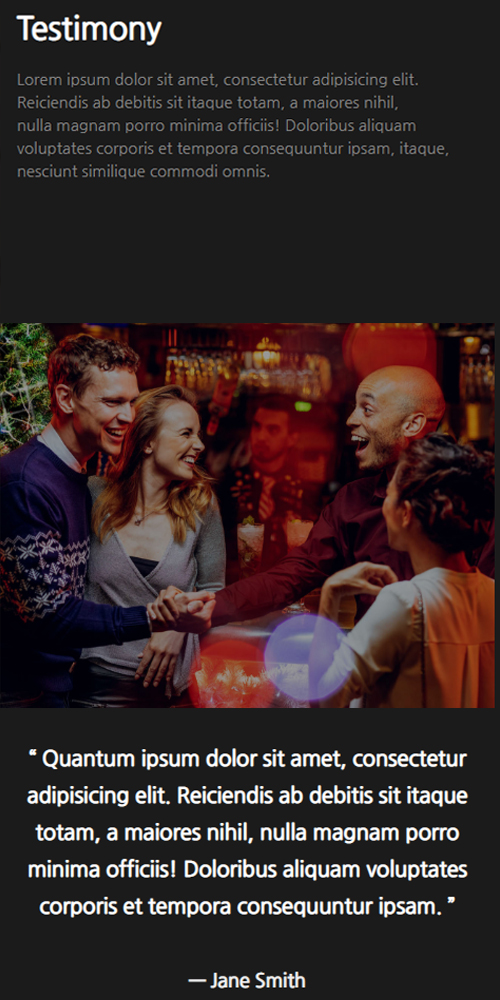 Testimony
Lorem ipsum dolor sit amet, consectetur adipisicing elit.
Reiciendis ab debitis sit itaque totam, a maiores nihil,
nulla magnam porro minima officiis! Doloribus aliquam
voluptates corporis et tempora consequuntur ipsam, itaque,
nesciunt similique commodi omnis.
“ Quantum ipsum dolor sit amet, consectetur
adipisicing elit. Reiciendis ab debitis sit itaque
totam, a maiores nihil, nulla magnam porro
minima officiis! Doloribus aliquam voluptates
corporis et tempora consequuntur ipsam. ”
— Jane Smith